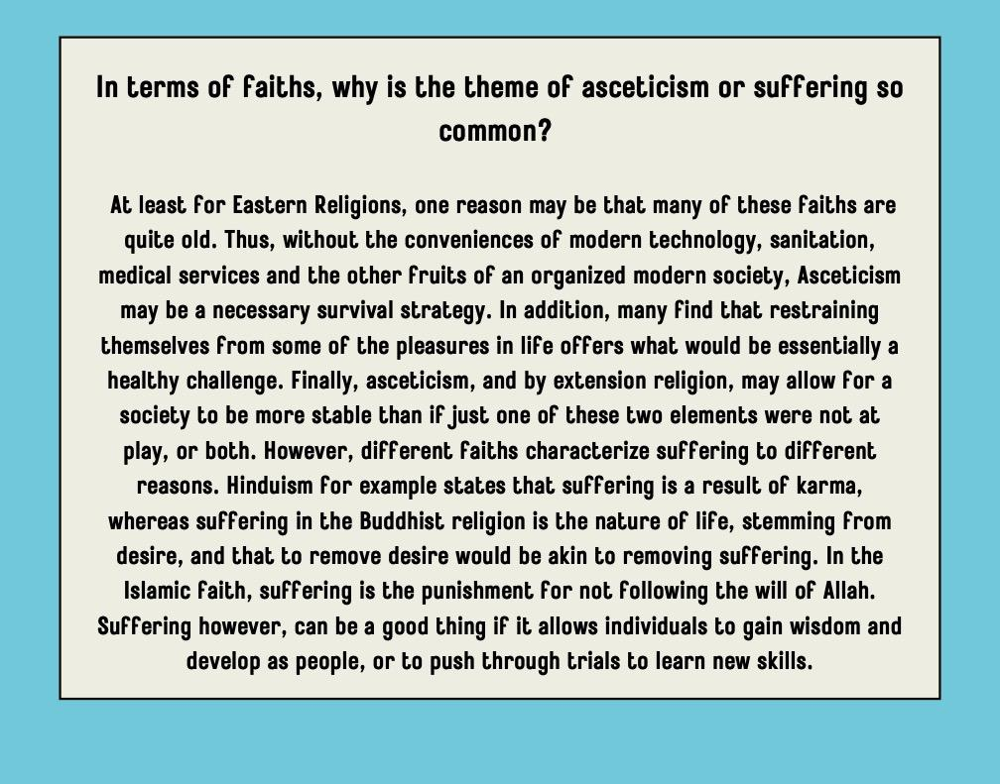 In terms of faiths, why is the theme of asceticism or suffering so
common?
At least for Eastern Religions, one reason may be that many of these faiths are
quite old. Thus, without the conveniences of modern technology, sanitation,
medical services and the other fruits of an organized modern society, Asceticism
may be a necessary survival strategy. In addition, many find that restraining
themselves from some of the pleasures in life offers what would be essentially a
healthy challenge. Finally, asceticism, and by extension religion, may allow for a
society to be more stable than if just one of these two elements were not at
play, or both. However, different faiths characterize suffering to different
reasons. Hinduism for example states that suffering is a result of karma,
whereas suffering in the Buddhist religion is the nature of life, stemming from
desire, and that to remove desire would be akin to removing suffering. In the
Islamic faith, suffering is the punishment for not following the will of Allah.
Suffering however, can be a good thing if it allows individuals to gain wisdom and
develop as people, or to push through trials to learn new skills.